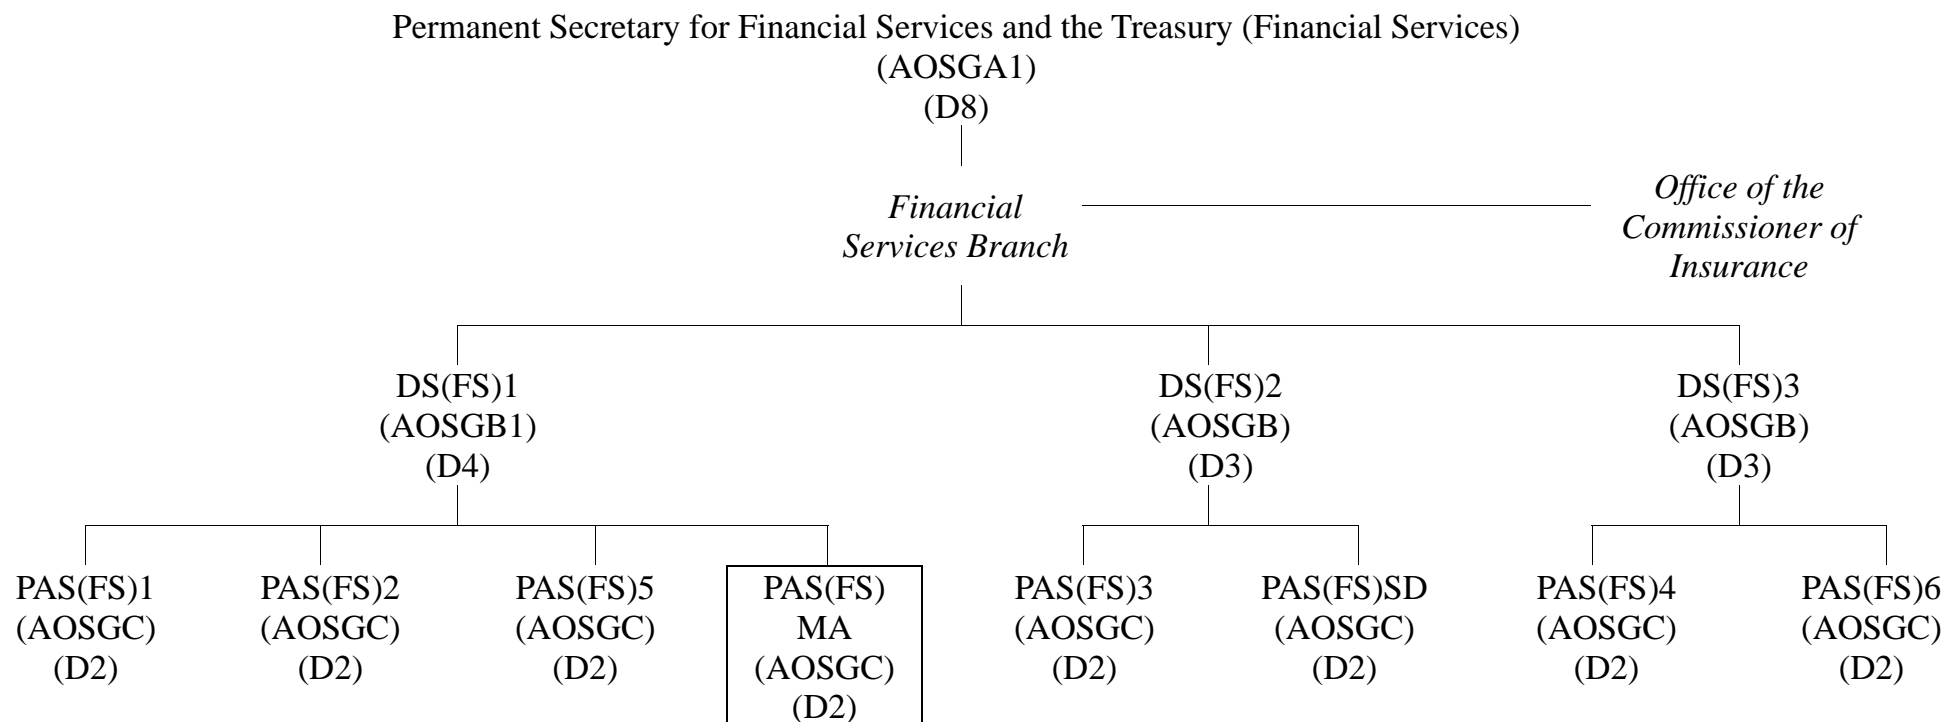 Permanent Secretary for Financial Services and the Treasury (Financial Services)
(AOSGA1)
(D8)
Financial
Services Branch
Office of the
Commissioner of
Insurance
DS(FS)1
(AOSGB1)
(D4)
DS(FS)2
(AOSGB)
(D3)
DS(FS)3
(AOSGB)
(D3)
PAS(FS)1
(AOSGC)
(D2)
PAS(FS)2
(AOSGC)
(D2)
PAS(FS)5
(AOSGC)
(D2)
PAS(FS)
MA
(AOSGC)
(D2)
PAS(FS)3
(AOSGC)
(D2)
PAS(FS)SD
(AOSGC)
(D2)
PAS(FS)4
(AOSGC)
(D2)
PAS(FS)6
(AOSGC)
(D2)